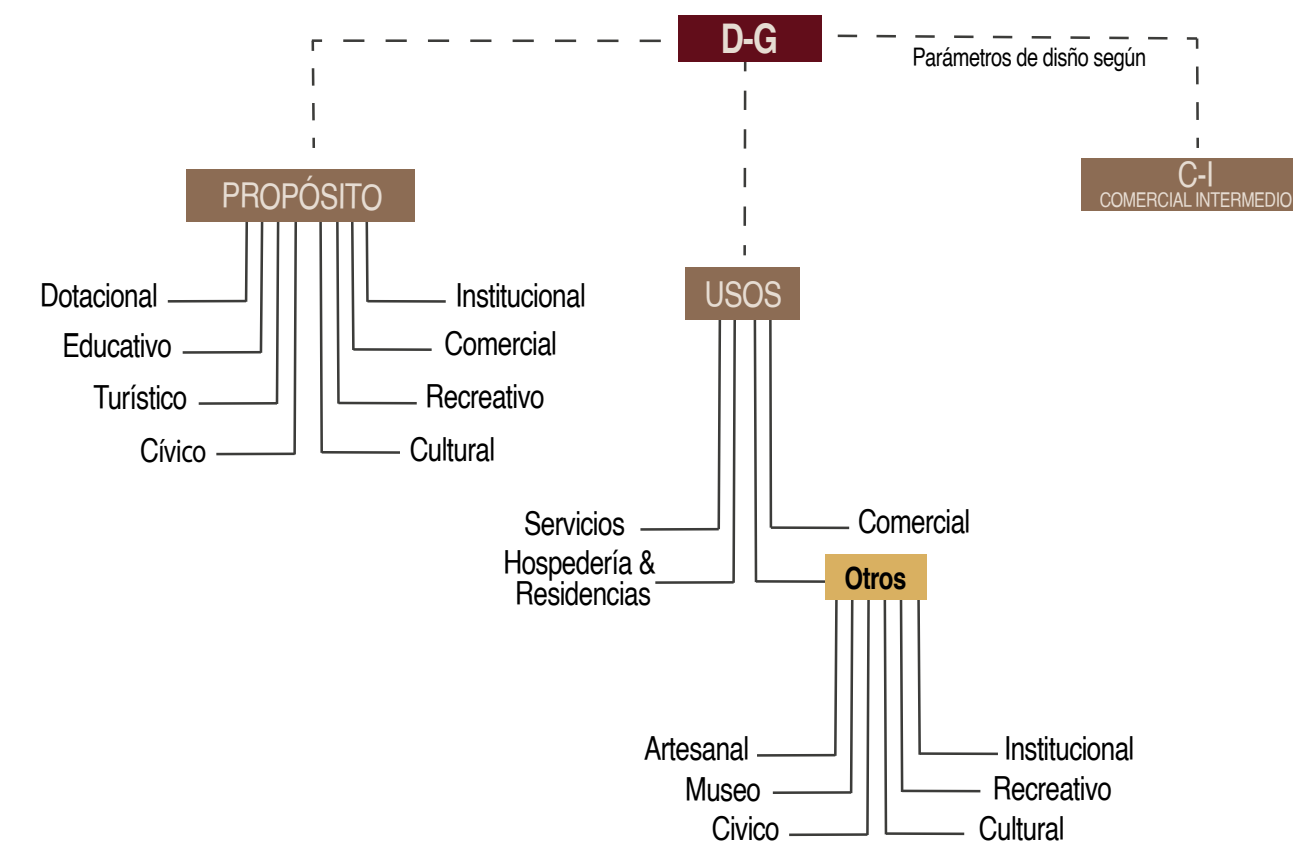 D-G
Parámetros de disño según
PROPÓSITO
C-I
COMERCIAL INTERMEDIO
Dotacional
Institucional
Educativo
Comercial
Turístico
Recreativo
Cívico
Cultural
USOS
Servicios
Comercial
Hospedería &
Residencias
Otros
Artesanal
Institucional
Museo
Recreativo
Civico
Cultural